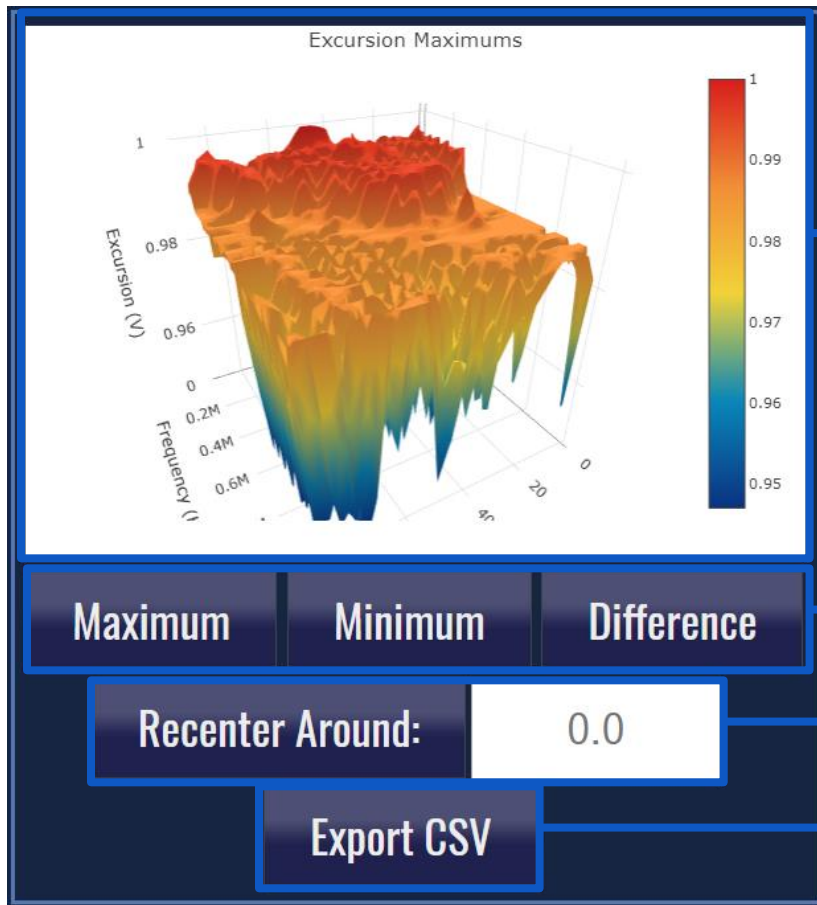 Excursion Maximums
1
0.98
0.96
Excursion (V)
0
0.2M
0.4M
0.6M
Frequency (
40
20
0
1
0.99
0.98
0.97
0.96
0.95
Maximum
Minimum
Difference
Recenter Around:
0.0
Export CSV